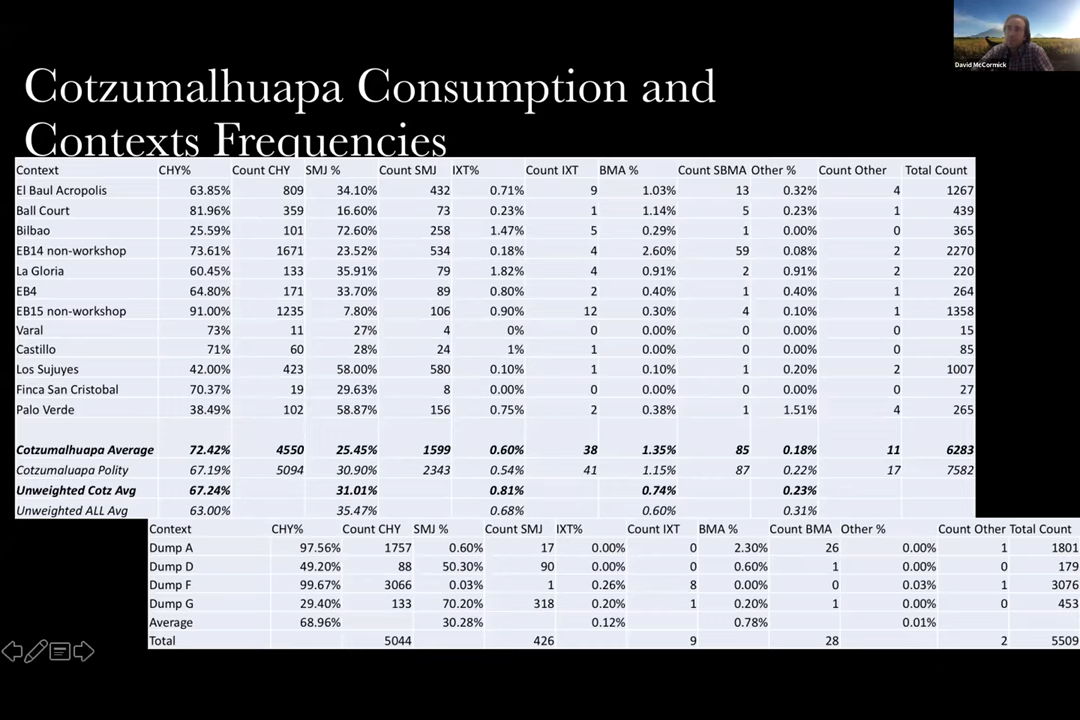 David McCormick
Cotzumalhuapa Consumption and
Contexts Frequencies
Context CHY% Count CHY SMJ % Count SMJ IXT% Count IXT BMA % Count SBMA Other % Count Other Total Count
El Baul Acropolis 63.85% 809 34.10% 432 0.71% 9 1.03% 13 0.32% 4 1267
Ball Court 81.96% 359 16.60% 73 0.23% 1 1.14% 5 0.23% 1 439
Bilbao 25.59% 101 72.60% 258 1.47% 5 0.29% 1 0.00% 0 365
EB14 non-workshop 73.61% 1671 23.52% 534 0.18% 4 2.60% 59 0.08% 2 2270
La Gloria 60.45% 133 35.91% 79 1.82% 4 0.91% 2 0.91% 2 220
EB4 64.80% 171 33.70% 89 0.80% 2 0.40% 1 0.40% 1 264
EB15 non-workshop 91.00% 1235 7.80% 106 0.90% 12 0.30% 4 0.10% 1 1358
Varal 73% 11 27% 4 0% 0 0.00% 0 0.00% 0 15
Castillo 71% 60 28% 24 1% 1 0.00% 0 0.00% 0 85
Los Sujuyes 42.00% 423 58.00% 580 0.10% 1 0.10% 1 0.20% 2 1007
Finca San Cristobal 70.37% 19 29.63% 8 0.00% 0 0.00% 0 0.00% 0 27
Palo Verde 38.49% 102 58.87% 156 0.75% 2 0.38% 1 1.51% 4 265
Cotzumalhuapa Average 72.42% 4550 25.45% 1599 0.60% 38 1.35% 85 0.18% 11 6283
Cotzumaluapa Polity 67.19% 5094 30.90% 2343 0.54% 41 1.15% 87 0.22% 17 7582
Unweighted Cotz Avg 67.24% 31.01% 0.81% 0.74% 0.23%
Unweighted ALL Avg 63.00% 35.47% 0.68% 0.60% 0.31%
Context CHY% Count CHY SMJ % Count SMJ IXT% Count IXT BMA % Count BMA Other % Count Other Total Count
Dump A 97.56% 1757 0.60% 17 0.00% 0 2.30% 26 0.00% 1 1801
Dump D 49.20% 88 50.30% 90 0.00% 0 0.60% 1 0.00% 0 179
Dump F 99.67% 3066 0.03% 1 0.26% 8 0.00% 0 0.03% 1 3076
Dump G 29.40% 133 70.20% 318 0.20% 1 0.20% 1 0.00% 0 453
Average 68.96% 30.28% 0.12% 0.78% 0.01%
Total 5044 426 9 28 2 5509